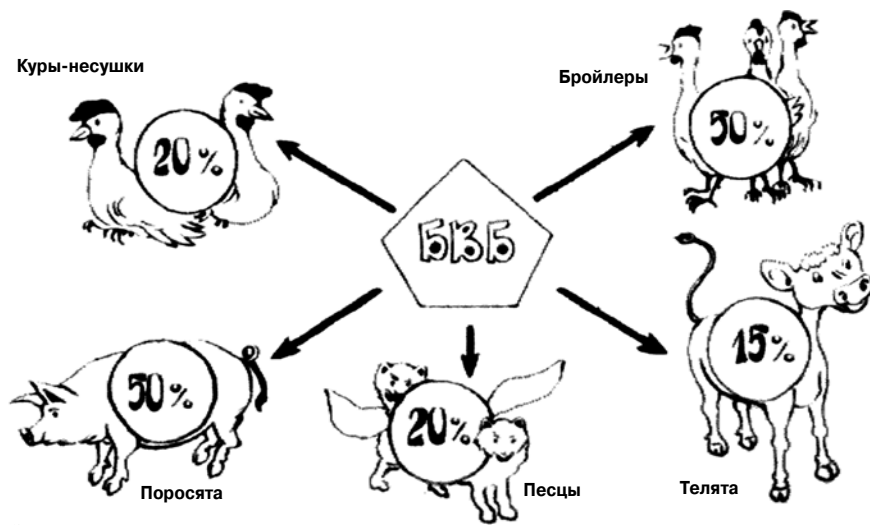 Куры-несушки
20%
Бройлеры
50%
БВБ
Поросята
50%
Песцы
20%
Телята
15%